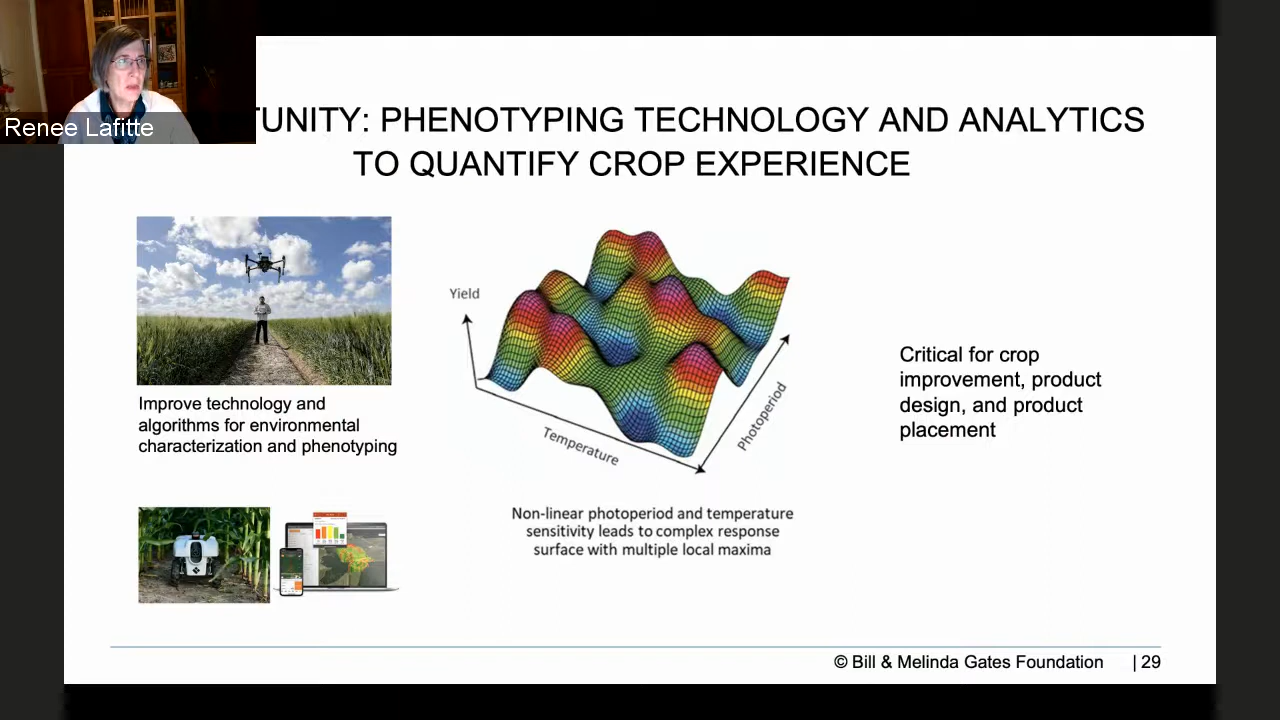 Renee Lafitte
TUNITY: PHENOTYPING TECHNOLOGY AND ANALYTICS
TO QUANTIFY CROP EXPERIENCE
Improve technology and
algorithms for environmental
characterization and phenotyping
Yield
Temperature
Photoperiod
Non-linear photoperiod and temperature
sensitivity leads to complex response
surface with multiple local maxima
Critical for crop
improvement, product
design, and product
placement
© Bill & Melinda Gates Foundation | 29